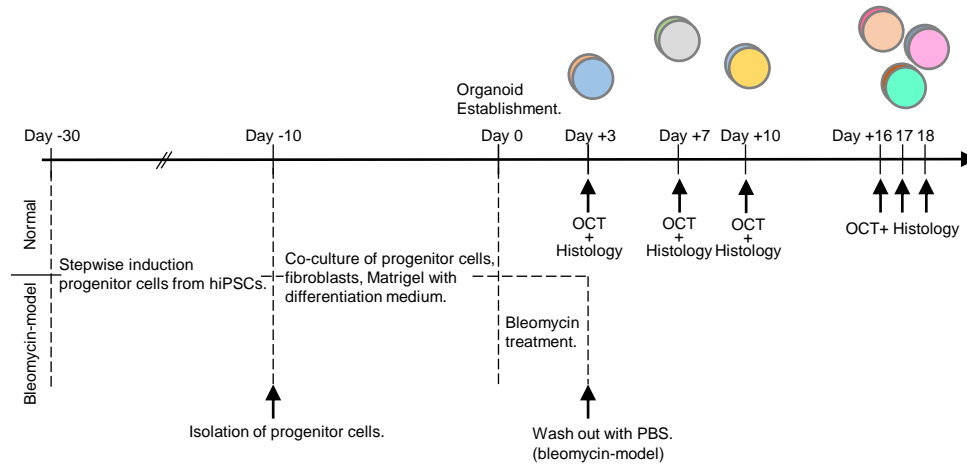 Organoid
Establishment.
Day -30
Day -10
Day 0
Day +3
Day +7
Day +10
Day +16 17 18
Normal
OCT
+
Histology
OCT
+
Histology
OCT
+
Histology
OCT+ Histology
Stepwise induction
progenitor cells from hiPSCs.
Co-culture of progenitor cells,
fibroblasts, Matrigel with
differentiation medium.
Bleomycin-model
Bleomycin
treatment.
Isolation of progenitor cells.
Wash out with PBS.
(bleomycin-model)